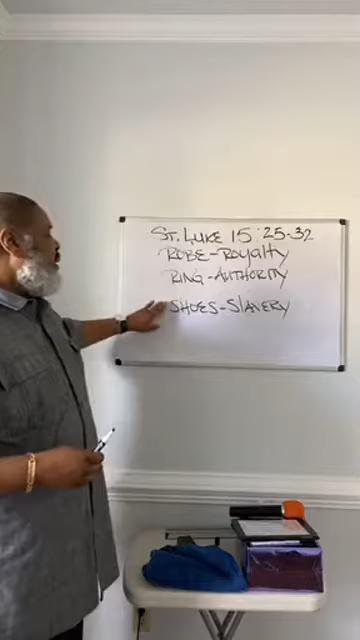 ST. LUKE 15:25-32
ROBE-ROyAlty
RING-AUTHORITY
SHOES-SlAVERY